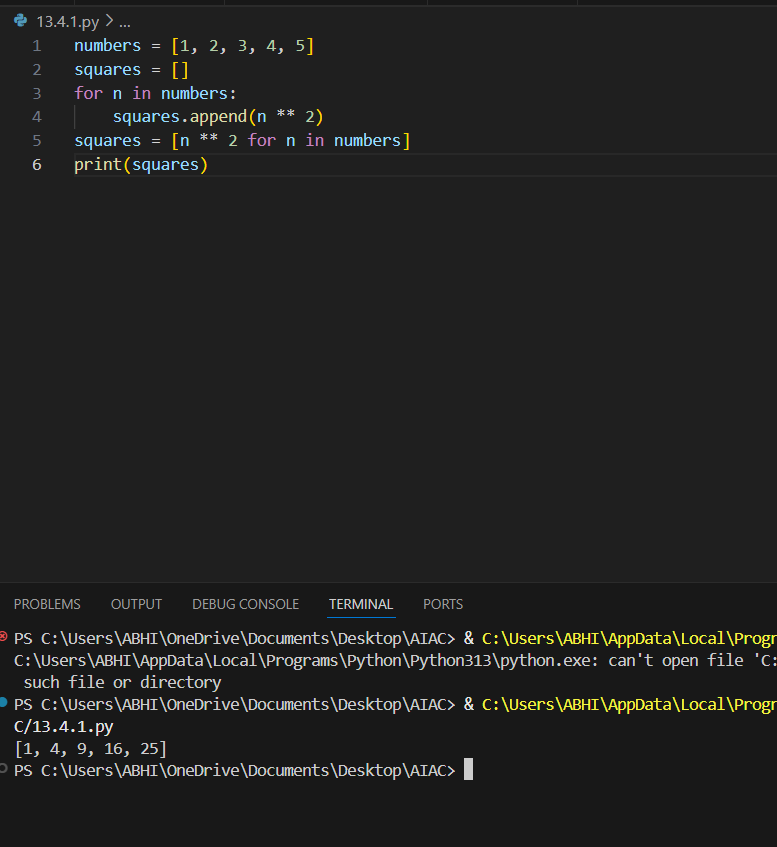 13.4.1.py > ...
1 numbers = [1, 2, 3, 4, 5]
2 squares = []
3 for n in numbers:
4     squares.append(n ** 2)
5 squares = [n ** 2 for n in numbers]
6 print(squares)
PROBLEMS OUTPUT DEBUG CONSOLE TERMINAL PORTS
PS C:\Users\ABHI\OneDrive\Documents\Desktop\AIAC> & C:\Users\ABHI\AppData\Local\Progr
C:\Users\ABHI\AppData\Local\Programs\Python\Python313\python.exe: can't open file 'C:
 such file or directory
PS C:\Users\ABHI\OneDrive\Documents\Desktop\AIAC> & C:\Users\ABHI\AppData\Local\Progr
C/13.4.1.py
[1, 4, 9, 16, 25]
PS C:\Users\ABHI\OneDrive\Documents\Desktop\AIAC>